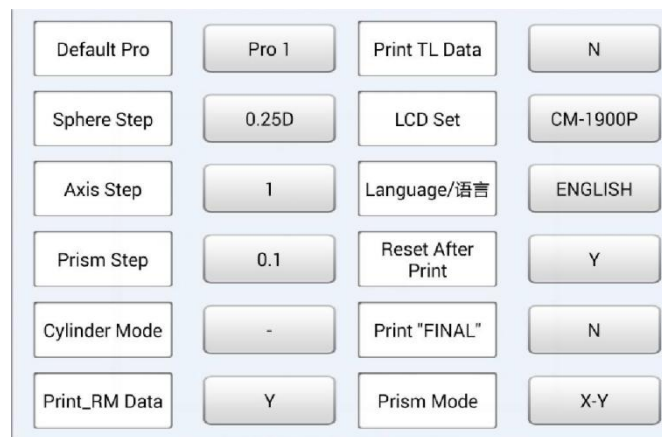 Default Pro Pro 1 Print TL Data N
Sphere Step 0.25D LCD Set CM-1900P
Axis Step 1 Language/语言 ENGLISH
Prism Step 0.1 Reset After Print Y
Cylinder Mode - Print "FINAL" N
Print_RM Data Y Prism Mode X-Y